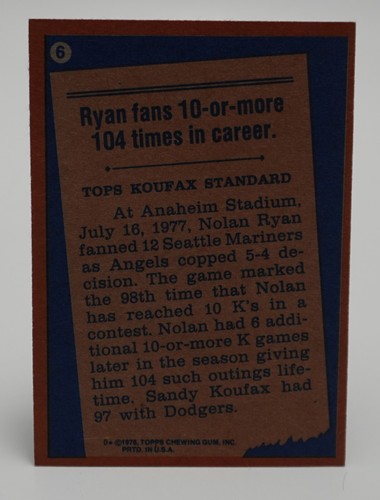 6
Ryan fans 10-or-more
104 times in career.
TOPS KOUFAX STANDARD
At Anaheim Stadium,
July 16, 1977, Nolan Ryan
fanned 12 Seattle Mariners
as Angels copped 5-4 de-
cision. The game marked
the 98th time that Nolan
has reached 10 K's in a
contest. Nolan had 6 addi-
tional 10-or-more K games
later in the season giving
him 104 such outings life-
time. Sandy Koufax had
97 with Dodgers.
©1978, TOPPS CHEWING GUM, INC.
PRTD. IN U.S.A.